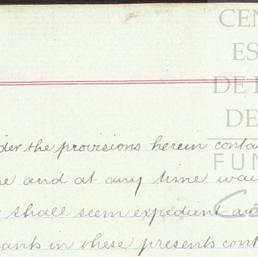 CEN
ES
DE
DE
FUN
der the provisions herein conta
e and at any time wai
shall seem expedient
ants in these presents cont